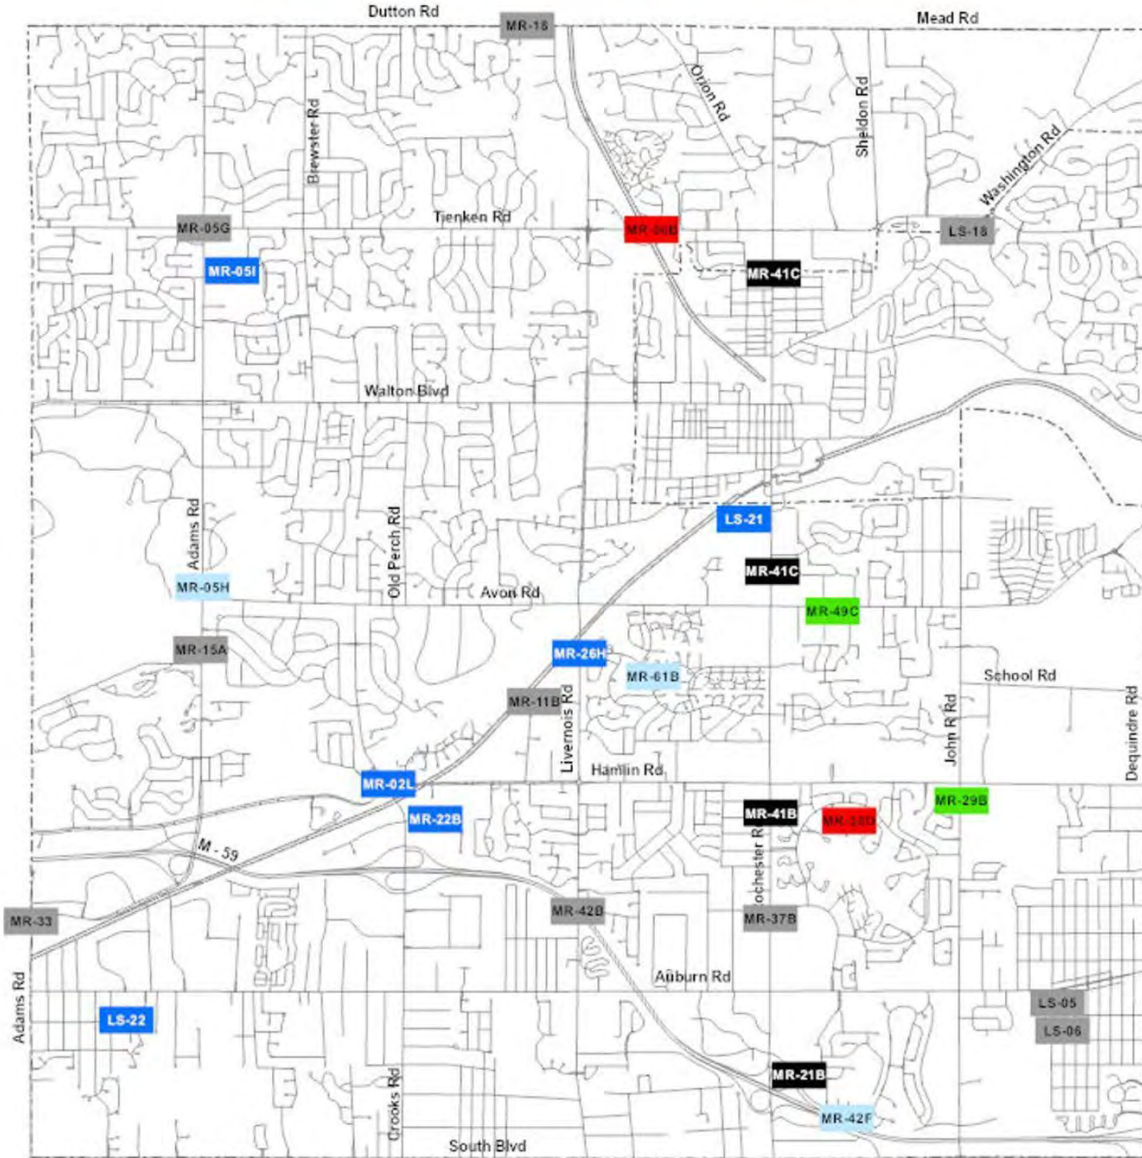 Dutton Rd
Mead Rd
MR-16
Orion Rd
Sheldon Rd
Brewster Rd
Washington Rd
Tienken Rd
MR-05G
LS-18
MR-05I
MR-41C
Walton Blvd
Adams Rd
Old Perch Rd
LS-21
MR-41C
MR-05H
Avon Rd
MR-49C
MR-15A
MR-26H
MR-61B
School Rd
MR-11B
Livernois Rd
John R Rd
Dequindre Rd
Hamlin Rd
MR-02L
MR-22B
MR-41B
MR-29B
ochester R
M - 59
MR-33
MR-42B
MR-37B
Auburn Rd
Adams Rd
LS-05
LS-22
LS-06
MR-21B
Crooks Rd
MR-42F
South Blvd